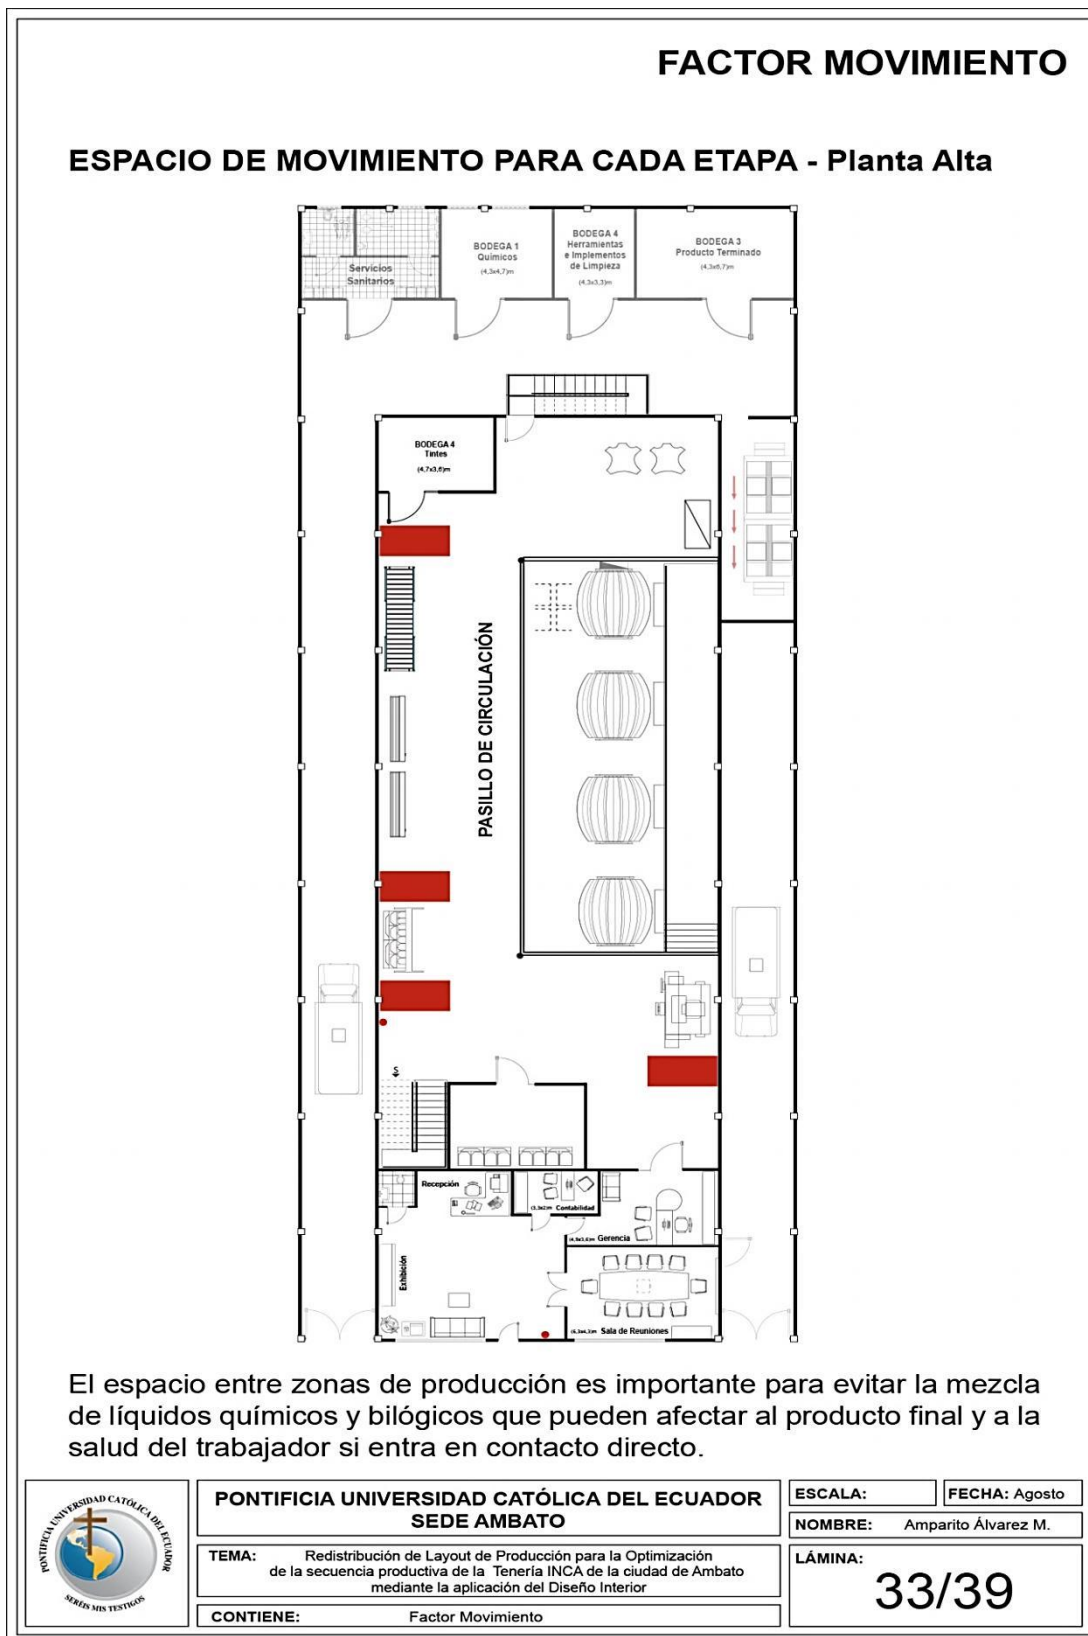 FACTOR MOVIMIENTO
ESPACIO DE MOVIMIENTO PARA CADA ETAPA - Planta Alta
Servicios
Sanitarios
BODEGA 1
Químicos
(4,3x4,7)m
BODEGA 4
Herramientas
e Implementos
de Limpieza
(4,3x3,3)m
BODEGA 3
Producto Terminado
BODEGA 4
Tintes
(4,7x3,6)m
PASILLO DE CIRCULACIÓN
S
Recepción
Contabilidad
Gerencia
Exhibición
Sala de Reuniones
El espacio entre zonas de producción es importante para evitar la mezcla
de líquidos químicos y bilógicos que pueden afectar al producto final y a la
salud del trabajador si entra en contacto directo.
PONTIFICIA UNIVERSIDAD CATÓLICA DEL ECUADOR
SERÉIS MIS TESTIGOS
PONTIFICIA UNIVERSIDAD CATÓLICA DEL ECUADOR
SEDE AMBATO
TEMA: Redistribución de Layout de Producción para la Optimización
de la secuencia productiva de la Tenería INCA de la ciudad de Ambato
mediante la aplicación del Diseño Interior
CONTIENE: Factor Movimiento
ESCALA:
FECHA: Agosto
NOMBRE: Amparito Álvarez M.
LÁMINA:
33/39